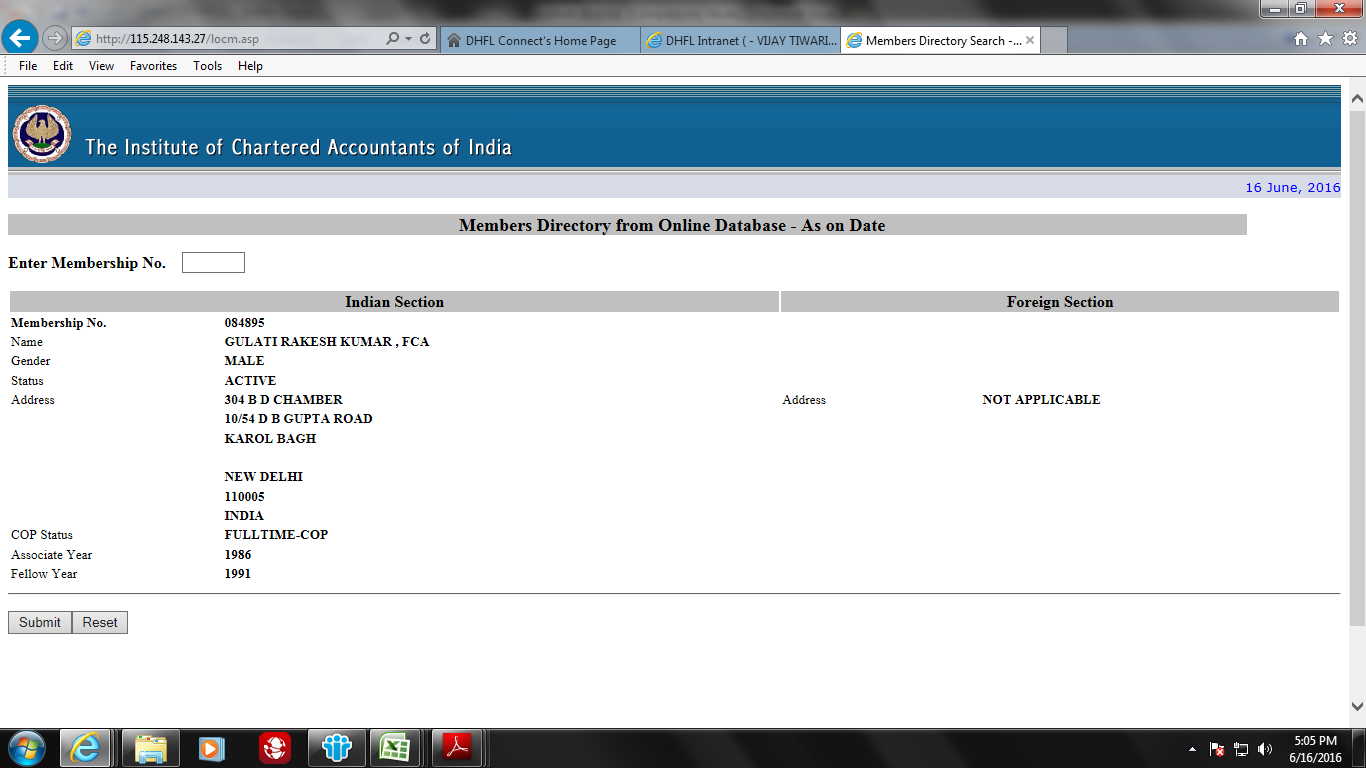 http://115.248.143.27/locm.asp
DHFL Connect's Home Page
DHFL Intranet ( - VIJAY TIWARI...
Members Directory Search -...
File Edit View Favorites Tools Help
The Institute of Chartered Accountants of India
16 June, 2016
Members Directory from Online Database - As on Date
Enter Membership No.
Indian Section Foreign Section
Membership No. 084895
Name GULATI RAKESH KUMAR , FCA
Gender MALE
Status ACTIVE
Address 304 B D CHAMBER Address NOT APPLICABLE
10/54 D B GUPTA ROAD
KAROL BAGH
NEW DELHI
110005
INDIA
COP Status FULLTIME-COP
Associate Year 1986
Fellow Year 1991
Submit Reset
5:05 PM
6/16/2016